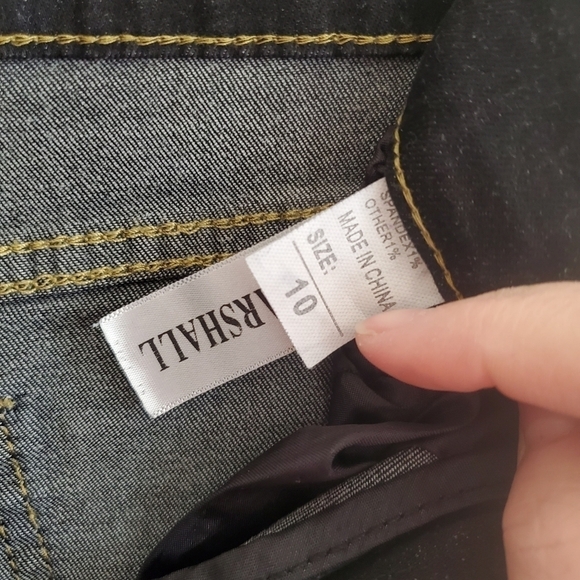 SIZE: 10
MADE IN CHINA
OTHER1%
SPANDEX1%
ARSHALL